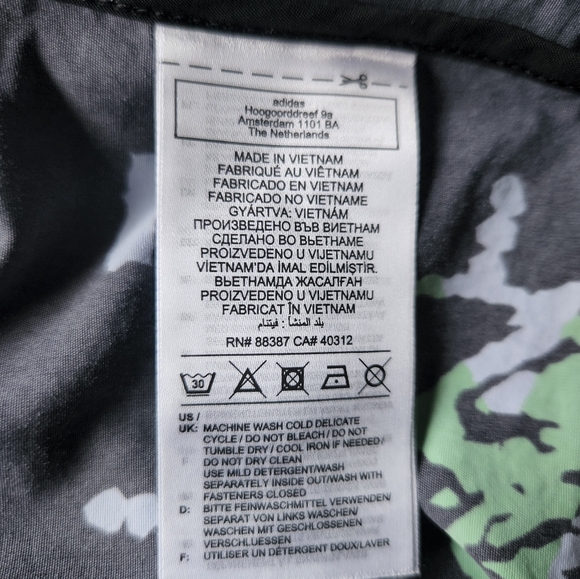 adidas
Hoogoorddreef 9a
Amsterdam 1101 BA
The Netherlands
MADE IN VIETNAM
FABRIQUÉ AU VIÊTNAM
FABRICADO EN VIETNAM
FABRICADO NO VIETNAME
GYÁRTVA: VIETNÁM
ПРОИЗВЕДЕНО ВЪВ ВИЕТНАМ
СДЕЛАНО ВО ВЬЕТНАМЕ
PROIZVEDENO U VIJETNAMU
VİETNAM'DA İMAL EDİLMİŞTİR.
ВЬЕТНАМДА ЖАСАЛҒАН
PROIZVEDENO U VIJETNAMU
FABRICAT ÎN VIETNAM
بلد المنشأ : فيتنام
RN# 88387 CA# 40312
30
US /
UK: MACHINE WASH COLD DELICATE
CYCLE / DO NOT BLEACH / DO NOT
TUMBLE DRY / COOL IRON IF NEEDED /
DO NOT DRY CLEAN
USE MILD DETERGENT/WASH
SEPARATELY INSIDE OUT/WASH WITH
FASTENERS CLOSED
D: BITTE FEINWASCHMITTEL VERWENDEN/
SEPARAT VON LINKS WASCHEN/
WASCHEN MIT GESCHLOSSENEN
VERSCHLUESSEN
F: UTILISER UN DÉTERGENT DOUX/LAVER